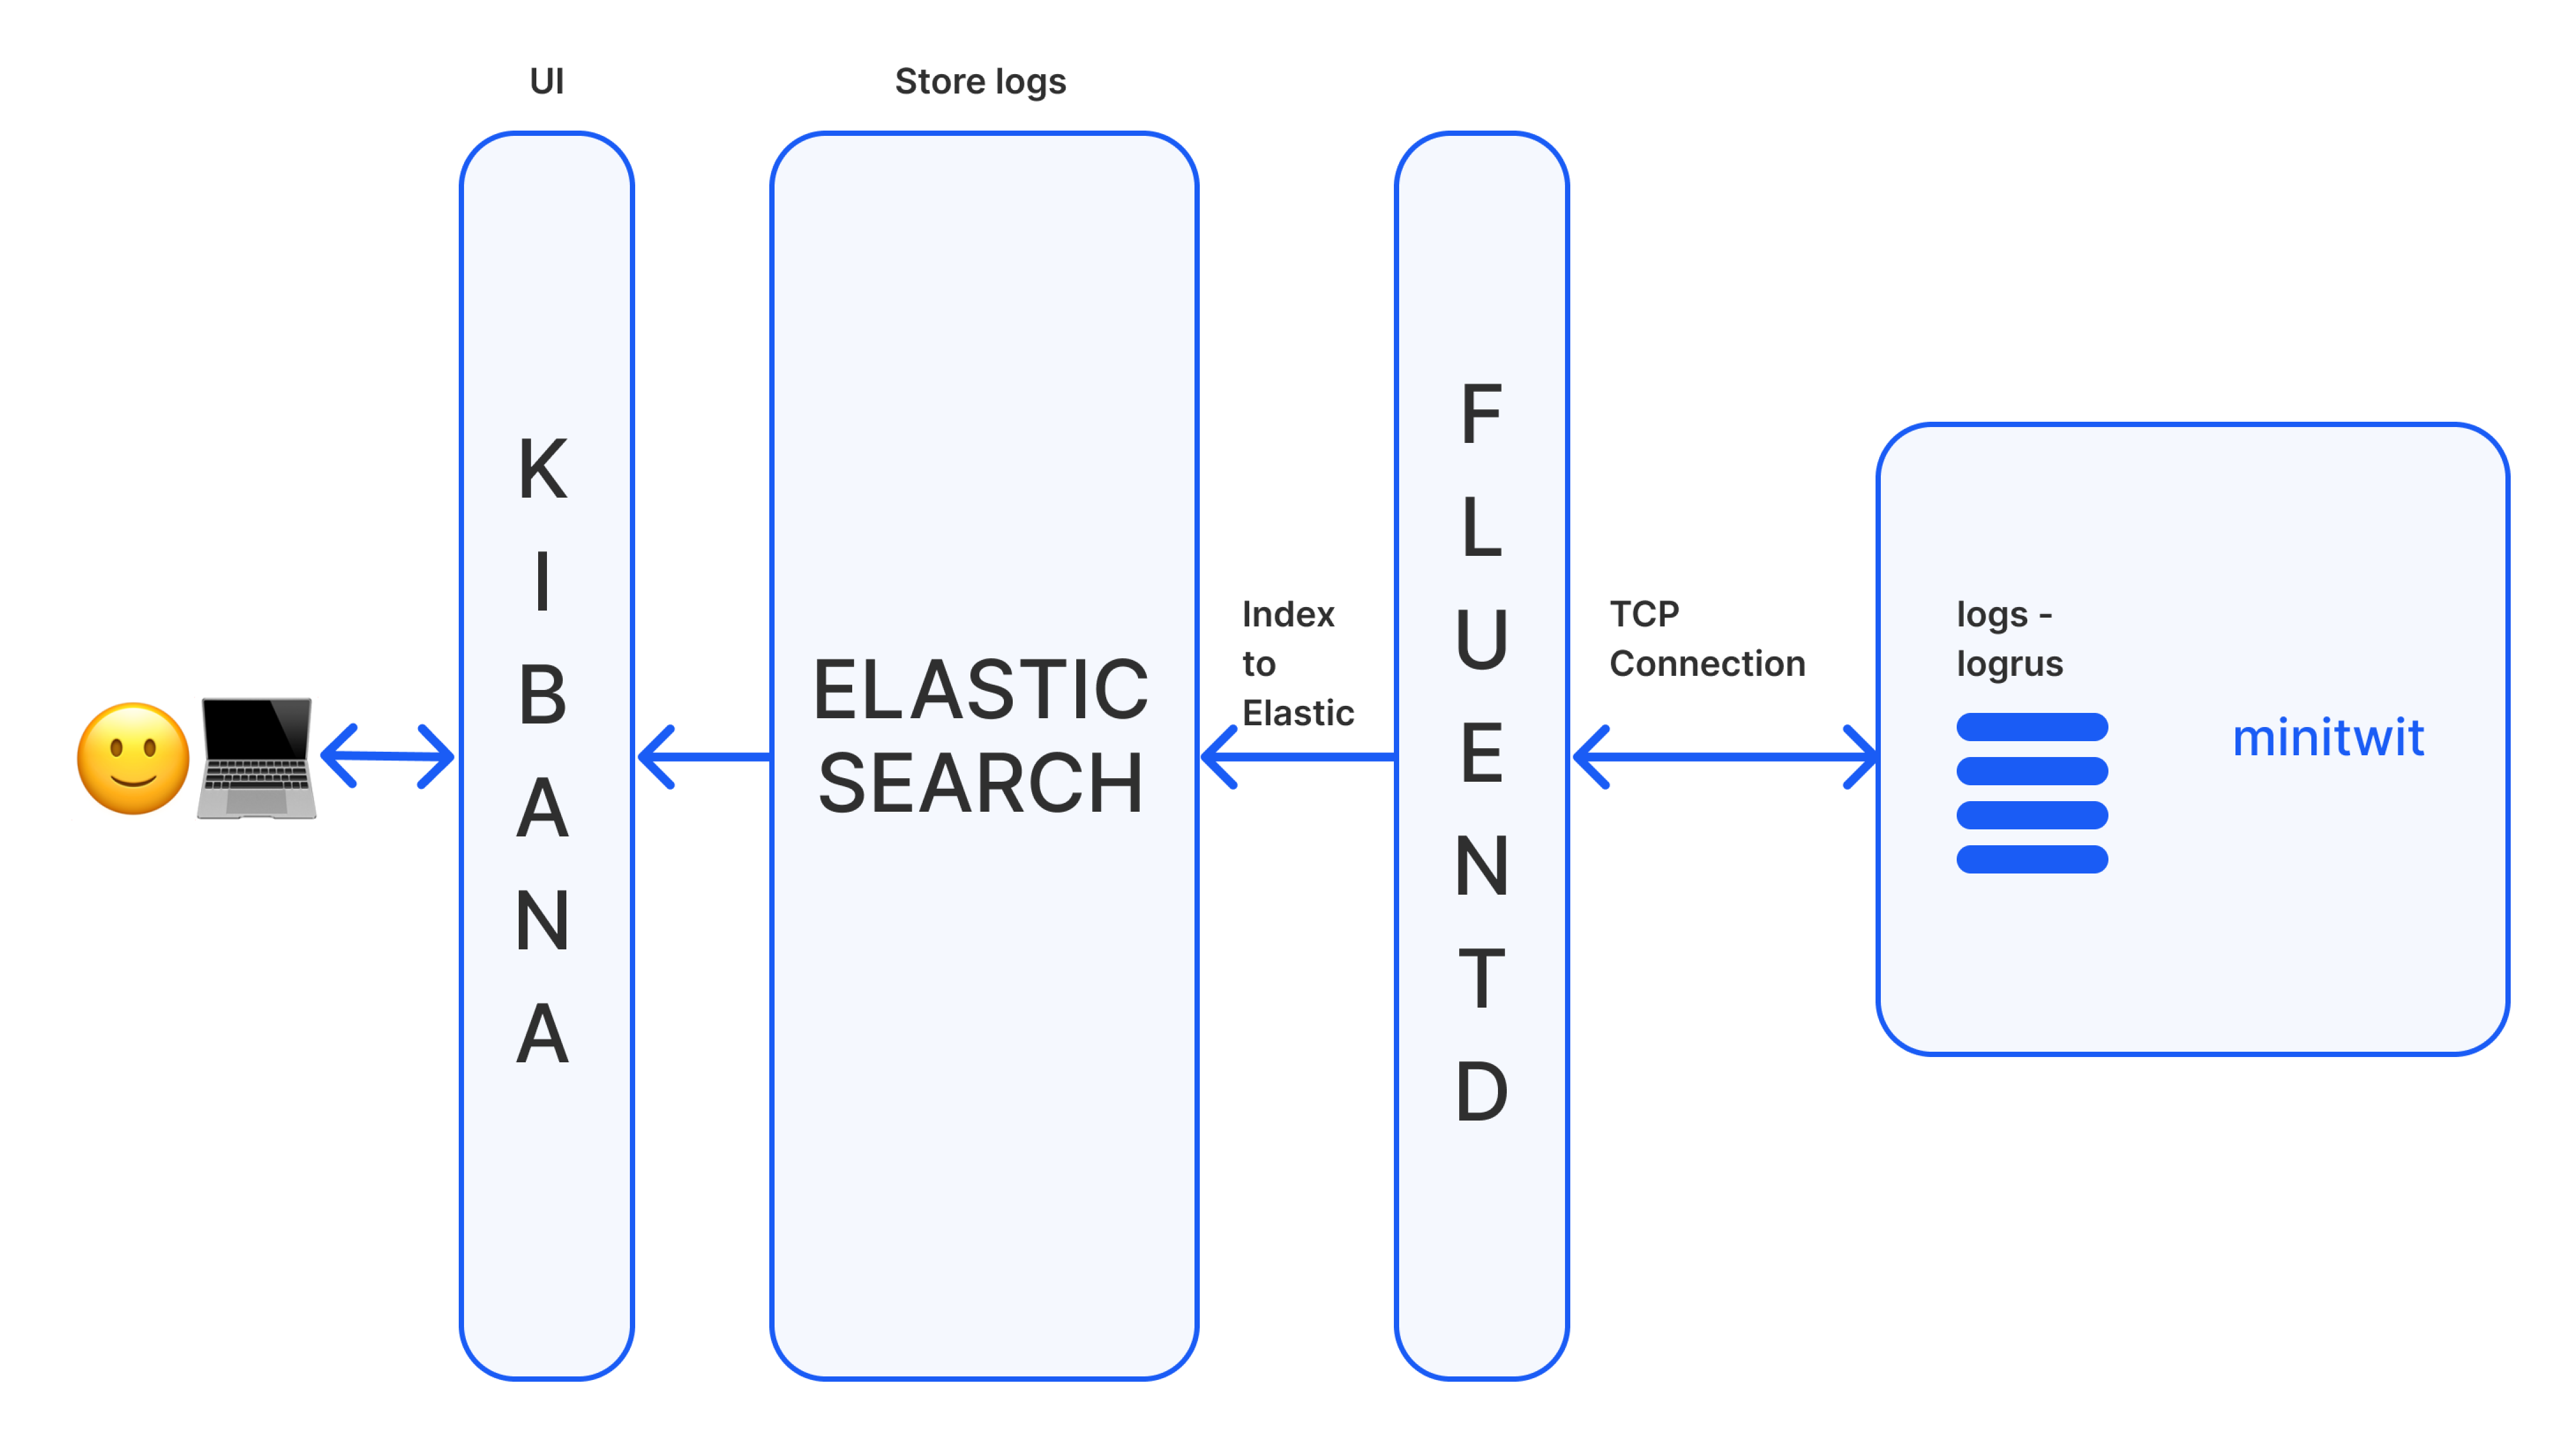 UI
Store logs
K
I
B
A
N
A
ELASTIC
SEARCH
Index
to
Elastic
F
L
U
E
N
T
D
TCP
Connection
logs -
logrus
minitwit